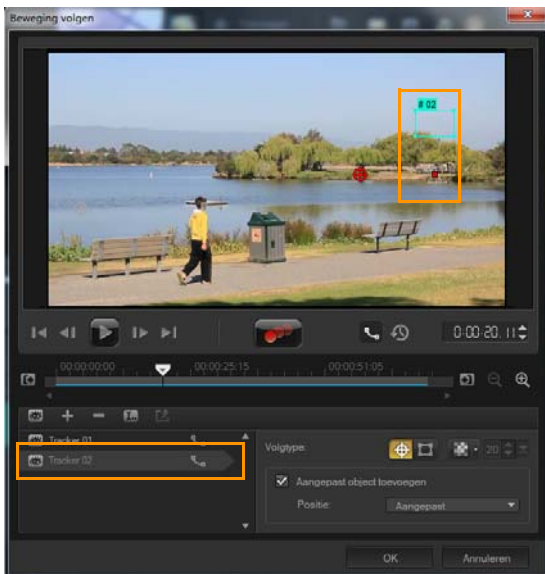 Beweging volgen
# 02
0:00:20.11
00:00:00:00 00:00:25:15 00:00:51:05
Tracker 01
Tracker 02
Volgtype:
20
Aangepast object toevoegen
Positie: Aangepast
OK Annuleren